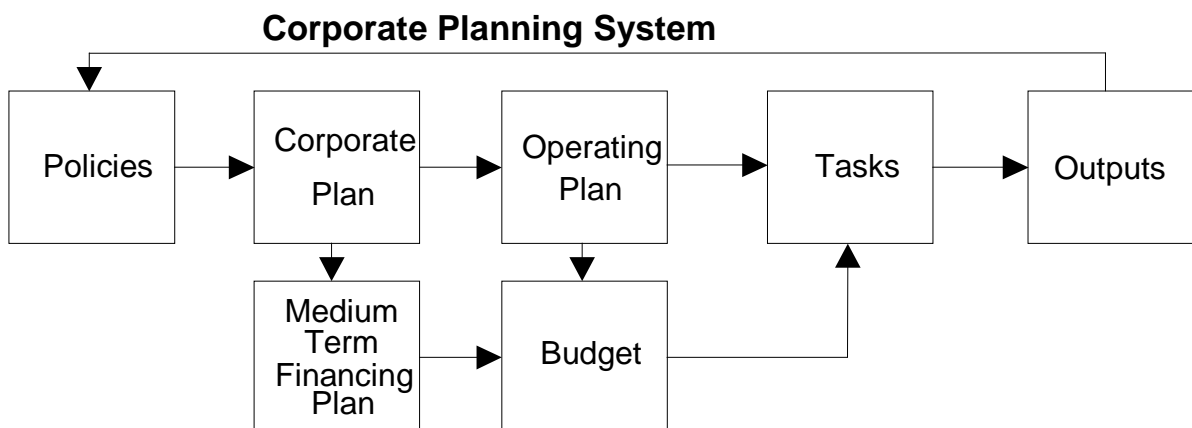 Corporate Planning System
Policies
Corporate
Plan
Operating
Plan
Tasks
Outputs
Medium
Term
Financing
Plan
Budget